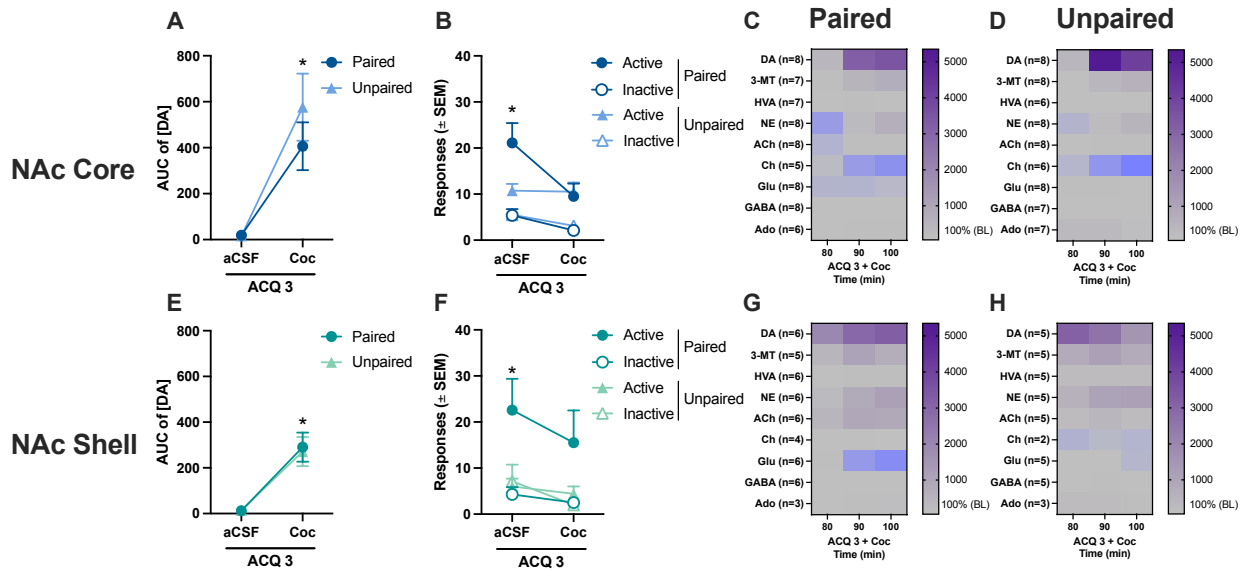 A
B
C
Paired
D
Unpaired
NAc Core
AUC of [DA]
800
600
400
200
0
aCSF
Coc
ACQ 3
*
Paired
Unpaired
Responses (± SEM)
40
30
20
10
0
aCSF
Coc
ACQ 3
*
Active
Inactive
Paired
Active
Inactive
Unpaired
DA (n=8)
3-MT (n=7)
HVA (n=7)
NE (n=8)
ACh (n=8)
Ch (n=5)
Glu (n=8)
GABA (n=8)
Ado (n=6)
80 90 100
ACQ 3 + Coc
Time (min)
5000
4000
3000
2000
1000
100% (BL)
DA (n=8)
3-MT (n=8)
HVA (n=6)
NE (n=8)
ACh (n=8)
Ch (n=6)
Glu (n=8)
GABA (n=7)
Ado (n=7)
80 90 100
ACQ 3 + Coc
Time (min)
5000
4000
3000
2000
1000
100% (BL)
E
F
G
H
NAc Shell
AUC of [DA]
800
600
400
200
0
aCSF
Coc
ACQ 3
*
Paired
Unpaired
Responses (± SEM)
40
30
20
10
0
aCSF
Coc
ACQ 3
*
Active
Inactive
Paired
Active
Inactive
Unpaired
DA (n=6)
3-MT (n=5)
HVA (n=6)
NE (n=6)
ACh (n=6)
Ch (n=4)
Glu (n=6)
GABA (n=6)
Ado (n=3)
80 90 100
ACQ 3 + Coc
Time (min)
5000
4000
3000
2000
1000
100% (BL)
DA (n=5)
3-MT (n=5)
HVA (n=5)
NE (n=5)
ACh (n=5)
Ch (n=2)
Glu (n=5)
GABA (n=5)
Ado (n=3)
80 90 100
ACQ 3 + Coc
Time (min)
5000
4000
3000
2000
1000
100% (BL)